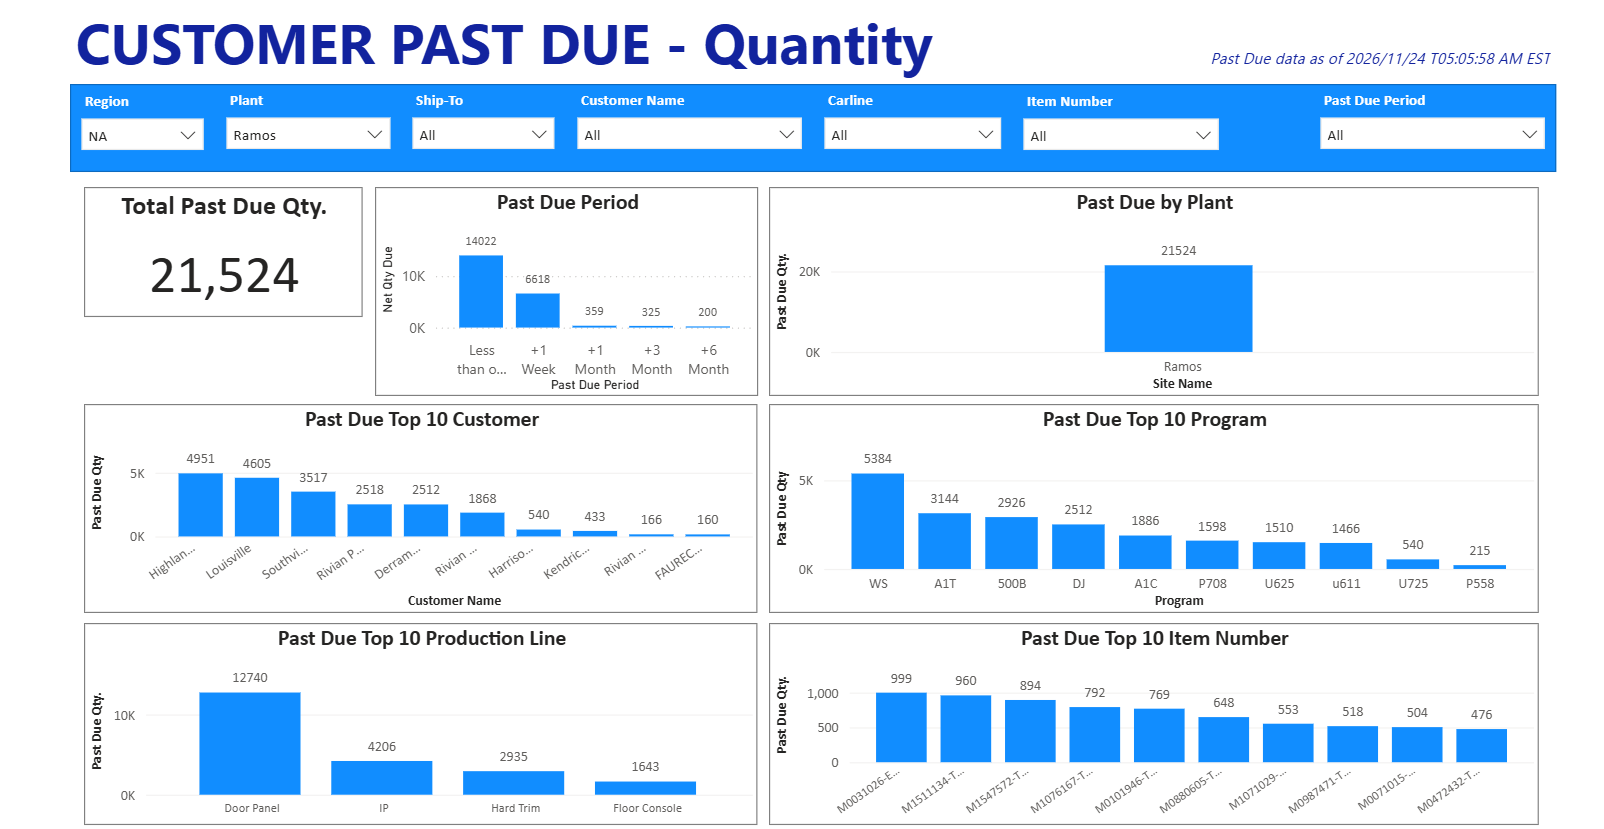 CUSTOMER PAST DUE - Quantity
Past Due data as of 2026/11/24 T05:05:58 AM EST
Region
Plant
Ship-To
Customer Name
Carline
Item Number
Past Due Period
NA
Ramos
All
All
All
All
All
Total Past Due Qty.
21,524
Past Due Period
Net Qty Due
10K
0K
14022
6618
359
325
200
Less than o...
+1 Week
+1 Month
+3 Month
+6 Month
Past Due Period
Past Due by Plant
Past Due Qty.
20K
0K
21524
Ramos
Site Name
Past Due Top 10 Customer
Past Due Qty
5K
0K
4951
4605
3517
2518
2512
1868
540
433
166
160
Highlan...
Louisville
Southvi...
Rivian P...
Derram...
Rivian ...
Harriso...
Kendric...
Rivian ...
FAUREC...
Customer Name
Past Due Top 10 Program
Past Due Qty
5K
0K
5384
3144
2926
2512
1886
1598
1510
1466
540
215
WS
A1T
500B
DJ
A1C
P708
U625
u611
U725
P558
Program
Past Due Top 10 Production Line
Past Due Qty.
10K
0K
12740
4206
2935
1643
Door Panel
IP
Hard Trim
Floor Console
Past Due Top 10 Item Number
Past Due Qty.
1,000
500
0
999
960
894
792
769
648
553
518
504
476
M0031026-E...
M1511134-T...
M1547572-T...
M1076167-T...
M0101946-T...
M0880605-T...
M1071029-...
M0987471-T...
M0071015-...
M0472432-T...